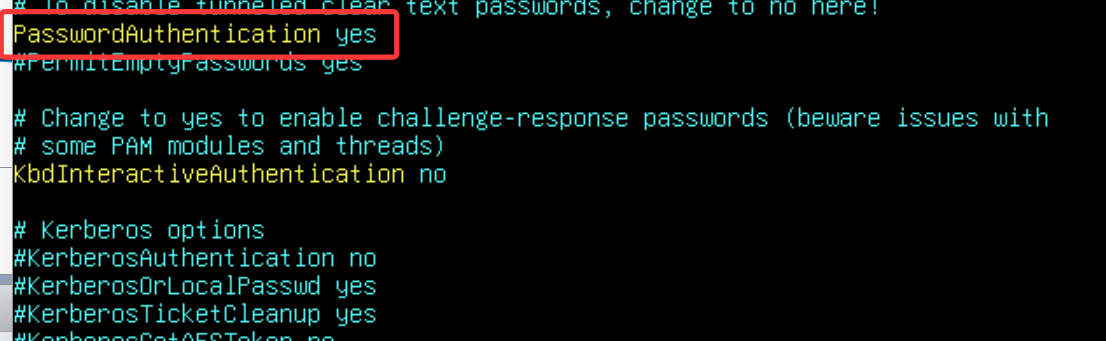 # To disable tunneled clear text passwords, change to no here!
PasswordAuthentication yes
#PermitEmptyPasswords yes
# Change to yes to enable challenge-response passwords (beware issues with
# some PAM modules and threads)
KbdInteractiveAuthentication no
# Kerberos options
#KerberosAuthentication no
#KerberosOrLocalPasswd yes
#KerberosTicketCleanup yes
#KerberosGetAFSToken no